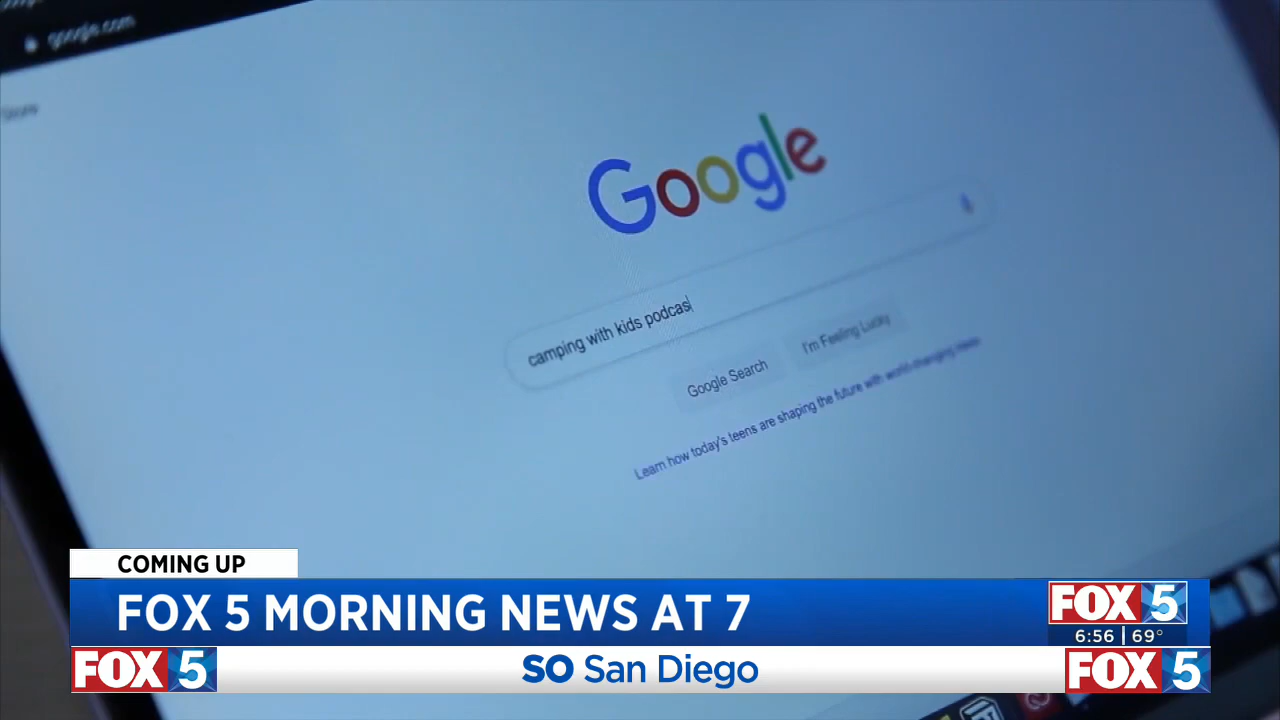 google.com
Store
Google
camping with kids podcas
Google Search
I'm Feeling Lucky
Learn how today's teens are shaping the future with world-changing ideas
COMING UP
FOX 5 MORNING NEWS AT 7
FOX 5
6:56 | 69°
FOX 5
SO San Diego
FOX 5